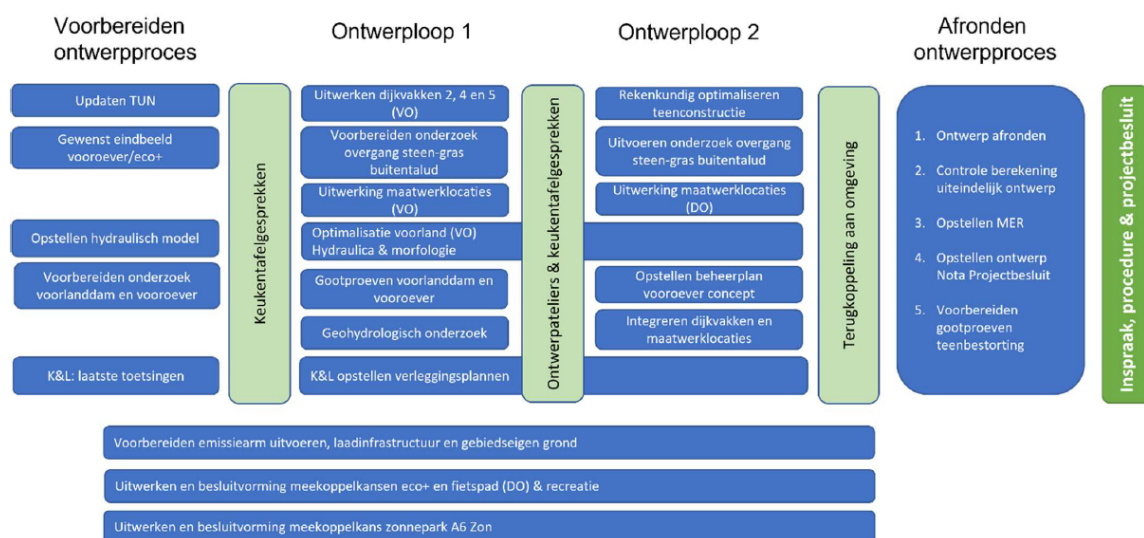 Voorbereiden
ontwerpproces
Updaten TUN
Gewenst eindbeeld
vooroever/eco+
Opstellen hydraulisch model
Voorbereiden onderzoek
voorlanddam en vooroever
K&L: laatste toetsingen
Keukentafelgesprekken
Ontwerploop 1
Uitwerken dijkvakken 2, 4 en 5
(VO)
Voorbereiden onderzoek
overgang steen-gras
buitentalud
Uitwerking maatwerklocaties
(VO)
Optimalisatie voorland (VO)
Hydraulica & morfologie
Gootproeven voorlanddam en
vooroever
Geohydrologisch onderzoek
K&L opstellen verleggingsplannen
Ontwerpateliers & keukentafelgesprekken
Ontwerploop 2
Rekenkundig optimaliseren
teenconstructie
Uitvoeren onderzoek overgang
steen-gras buitentalud
Uitwerking maatwerklocaties
(DO)
Opstellen beheerplan
vooroever concept
Integreren dijkvakken en
maatwerklocaties
Terugkoppeling aan omgeving
Afronden
ontwerpproces
1. Ontwerp afronden
2. Controle berekening
uiteindelijk ontwerp
3. Opstellen MER
4. Opstellen ontwerp
Nota Projectbesluit
5. Voorbereiden
gootproeven
teenbestorting
Inspraak, procedure & projectbesluit
Voorbereiden emissiearm uitvoeren, laadinfrastructuur en gebiedseigen grond
Uitwerken en besluitvorming meekoppelkansen eco+ en fietspad (DO) & recreatie
Uitwerken en besluitvorming meekoppelkans zonnepark A6 Zon